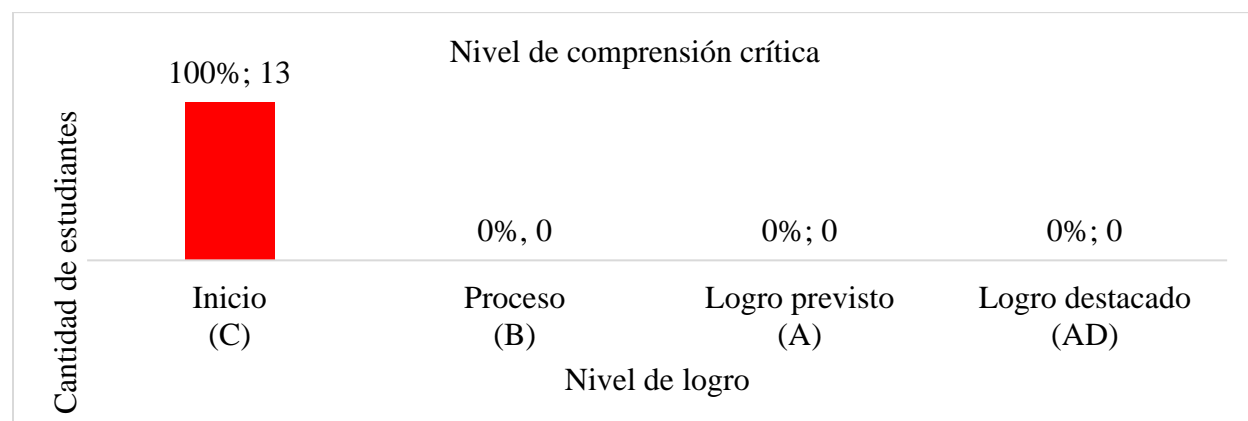 Nivel de comprensión crítica
100%; 13
0%, 0
0%; 0
0%; 0
Cantidad de estudiantes
Inicio
(C)
Proceso
(B)
Logro previsto
(A)
Logro destacado
(AD)
Nivel de logro